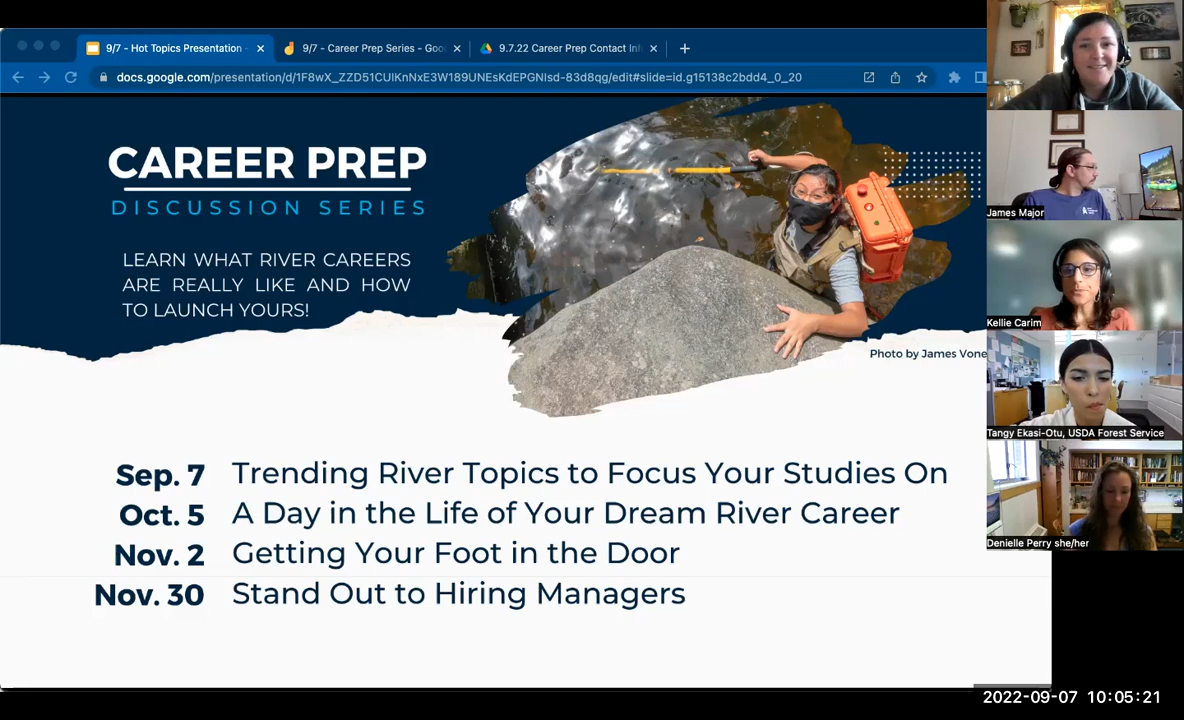 9/7 - Hot Topics Presentation -
9/7 - Career Prep Series - Goo
9.7.22 Career Prep Contact Inf
docs.google.com/presentation/d/1F8wX_ZZD51CUIKnNxE3W189UNEsKdEPGNIsd-83d8qg/edit#slide=id.g15138c2bdd4_0_20
CAREER PREP
DISCUSSION SERIES
LEARN WHAT RIVER CAREERS
ARE REALLY LIKE AND HOW
TO LAUNCH YOURS!
Photo by James Vone
Sep. 7 Trending River Topics to Focus Your Studies On
Oct. 5 A Day in the Life of Your Dream River Career
Nov. 2 Getting Your Foot in the Door
Nov. 30 Stand Out to Hiring Managers
James Major
Kellie Carim
Tangy Ekasi-Otu, USDA Forest Service
Denielle Perry she/her
2022-09-07 10:05:21